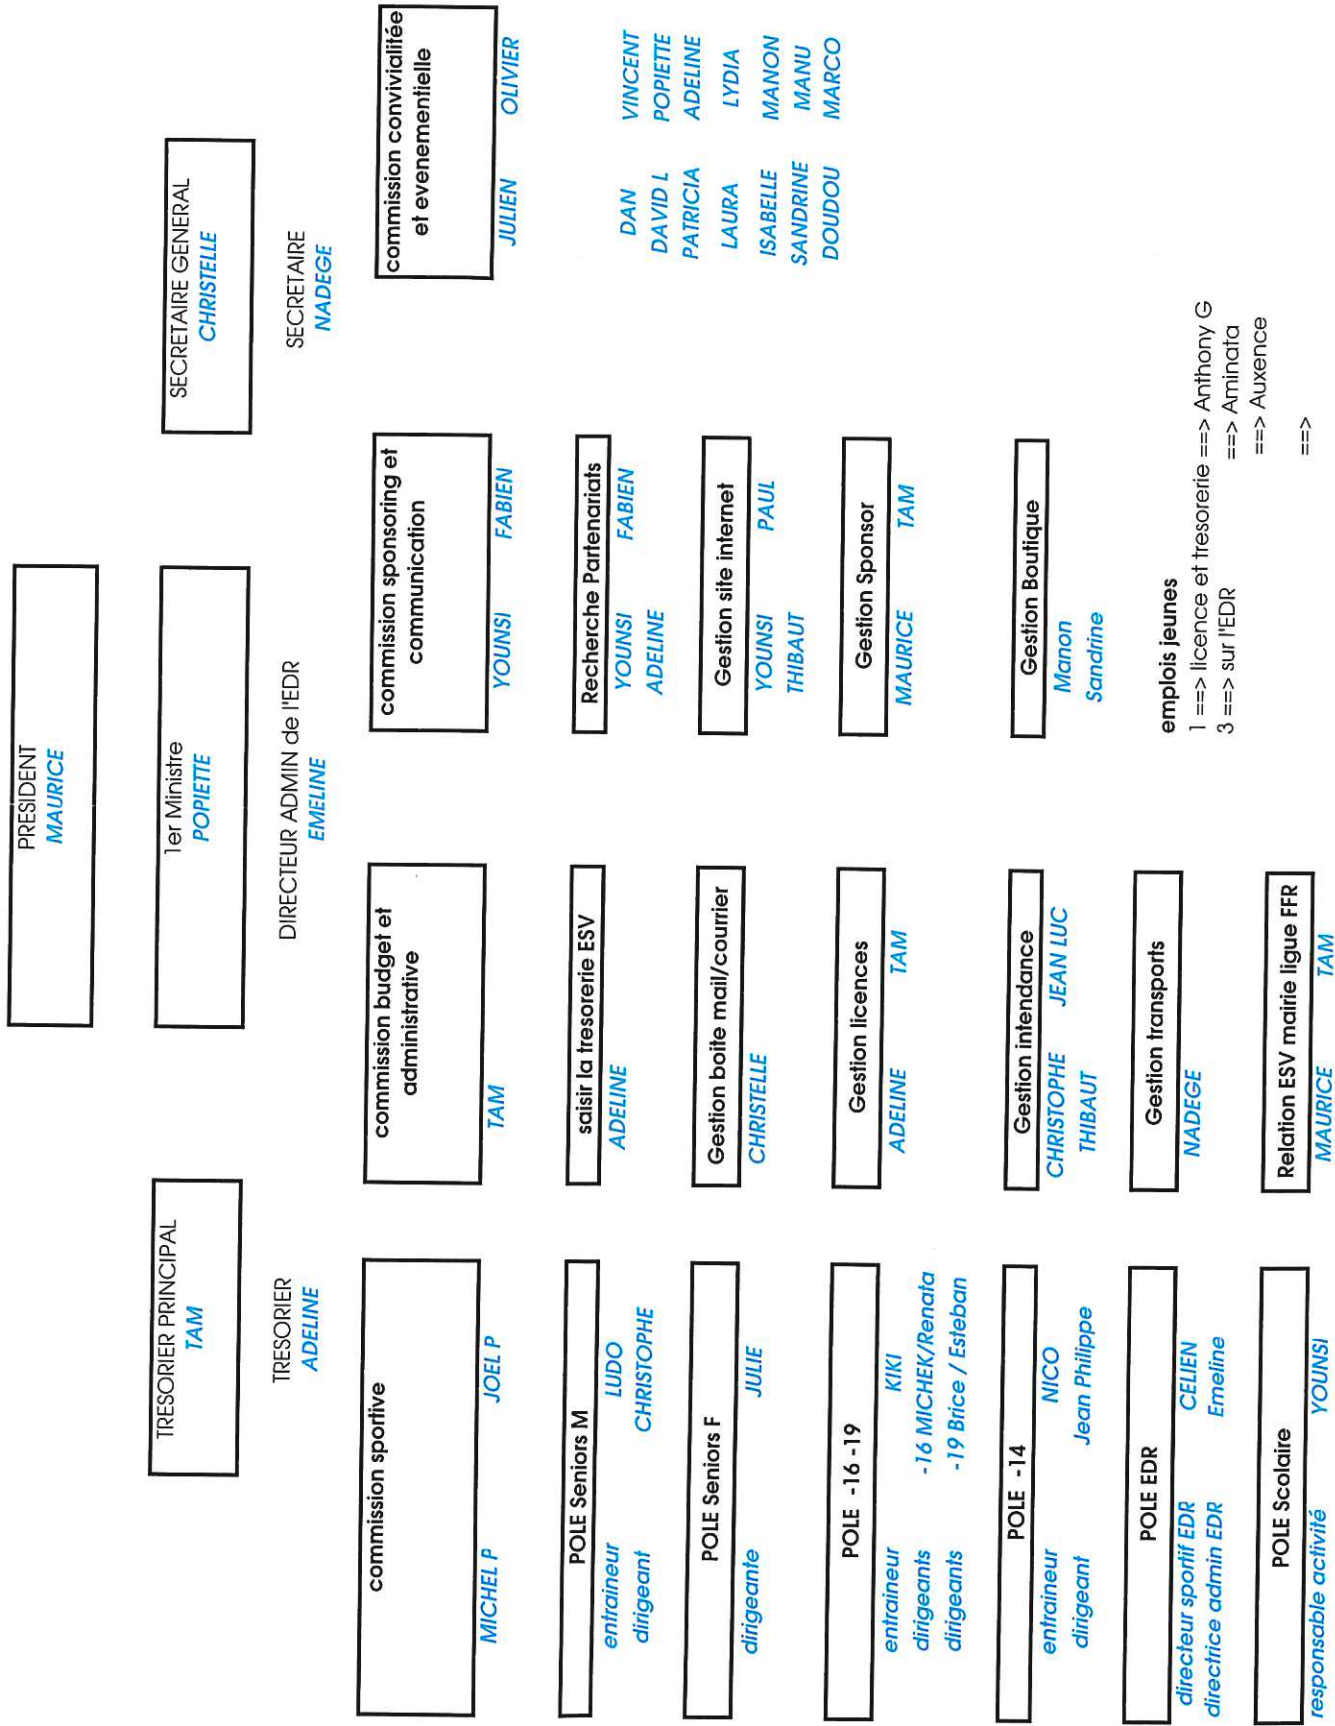 PRESIDENT
MAURICE
TRESORIER PRINCIPAL
TAM
1er Ministre
POPIETTE
SECRETAIRE GENERAL
CHRISTELLE
TRESORIER
ADELINE
DIRECTEUR ADMIN de l'EDR
EMELINE
SECRETAIRE
NADEGE
commission sportive
MICHEL P JOEL P
POLE Seniors M
entraineur LUDO
dirigeant CHRISTOPHE
POLE Seniors F
dirigeante JULIE
POLE -16 -19
entraineur KIKI
dirigeants -16 MICHEK/Renata
dirigeants -19 Brice / Esteban
POLE -14
entraineur NICO
dirigeant Jean Philippe
POLE EDR
directeur sportif EDR CELIEN
directrice admin EDR Emeline
POLE Scolaire
responsable activité YOUNSI
commission budget et
administrative
TAM
saisir la tresorerie ESV
ADELINE
Gestion boite mail/courrier
CHRISTELLE
Gestion licences
ADELINE TAM
Gestion intendance
CHRISTOPHE JEAN LUC
THIBAUT
Gestion transports
NADEGE
Relation ESV mairie ligue FFR
MAURICE TAM
commission sponsoring et
communication
YOUNSI FABIEN
Recherche Partenariats
YOUNSI FABIEN
ADELINE
Gestion site internet
YOUNSI PAUL
THIBAUT
Gestion Sponsor
MAURICE TAM
Gestion Boutique
Manon
Sandrine
emplois jeunes
1 ==> licence et tresorerie ==> Anthony G
3 ==> sur l'EDR ==> Aminata
==> Auxence
==>
commission convivialitée
et evenementielle
JULIEN OLIVIER
DAN VINCENT
DAVID L POPIETTE
PATRICIA ADELINE
LAURA LYDIA
ISABELLE MANON
SANDRINE MANU
DOUDOU MARCO